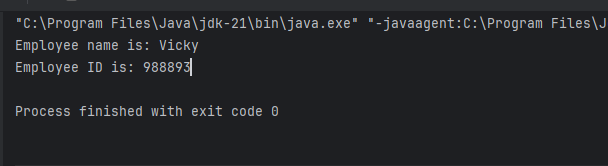 "C:\Program Files\Java\jdk-21\bin\java.exe" "-javaagent:C:\Program Files\J
Employee name is: Vicky
Employee ID is: 988893
Process finished with exit code 0